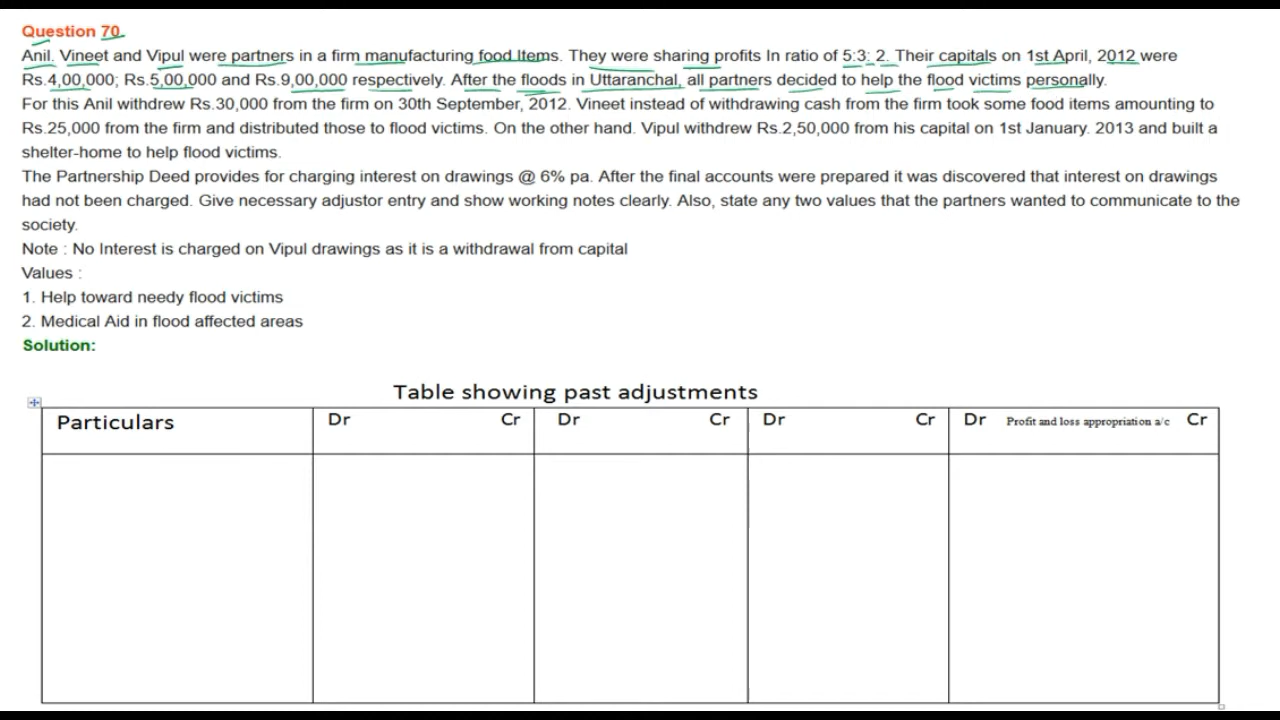 Question 70.
Anil. Vineet and Vipul were partners in a firm manufacturing food Items. They were sharing profits In ratio of 5:3: 2. Their capitals on 1st April, 2012 were
Rs.4,00,000; Rs.5,00,000 and Rs.9,00,000 respectively. After the floods in Uttaranchal, all partners decided to help the flood victims personally.
For this Anil withdrew Rs.30,000 from the firm on 30th September, 2012. Vineet instead of withdrawing cash from the firm took some food items amounting to
Rs.25,000 from the firm and distributed those to flood victims. On the other hand. Vipul withdrew Rs.2,50,000 from his capital on 1st January. 2013 and built a
shelter-home to help flood victims.
The Partnership Deed provides for charging interest on drawings @ 6% pa. After the final accounts were prepared it was discovered that interest on drawings
had not been charged. Give necessary adjustor entry and show working notes clearly. Also, state any two values that the partners wanted to communicate to the
society.
Note : No Interest is charged on Vipul drawings as it is a withdrawal from capital
Values :
1. Help toward needy flood victims
2. Medical Aid in flood affected areas
Solution:
Table showing past adjustments
Particulars Dr Cr Dr Cr Dr Cr Dr Profit and loss appropriation a/c Cr